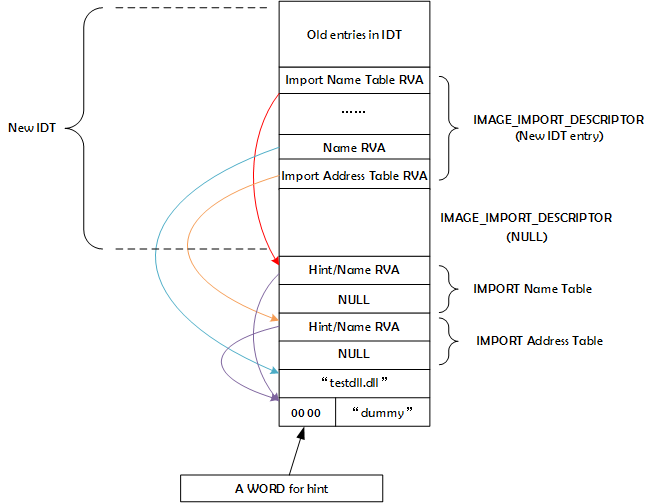 Old entries in IDT
Import Name Table RVA
……
New IDT
IMAGE_IMPORT_DESCRIPTOR
(New IDT entry)
Name RVA
Import Address Table RVA
IMAGE_IMPORT_DESCRIPTOR
(NULL)
Hint/Name RVA
NULL
IMPORT Name Table
Hint/Name RVA
NULL
IMPORT Address Table
“testdll.dll”
00 00
“dummy”
A WORD for hint